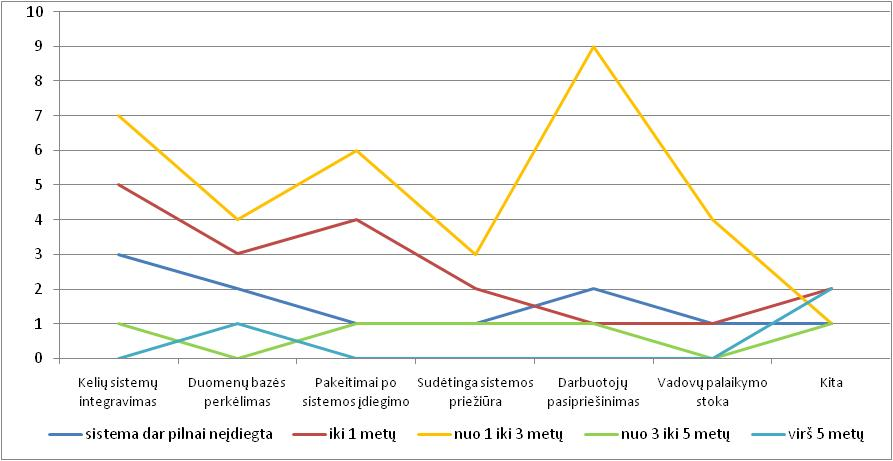 10
9
8
7
6
5
4
3
2
1
0
Kelių sistemų integravimas
Duomenų bazės perkėlimas
Pakeitimai po sistemos įdiegimo
Sudėtinga sistemos priežiūra
Darbuotojų pasipriešinimas
Vadovų palaikymo stoka
Kita
sistema dar pilnai neįdiegta
iki 1 metų
nuo 1 iki 3 metų
nuo 3 iki 5 metų
virš 5 metų